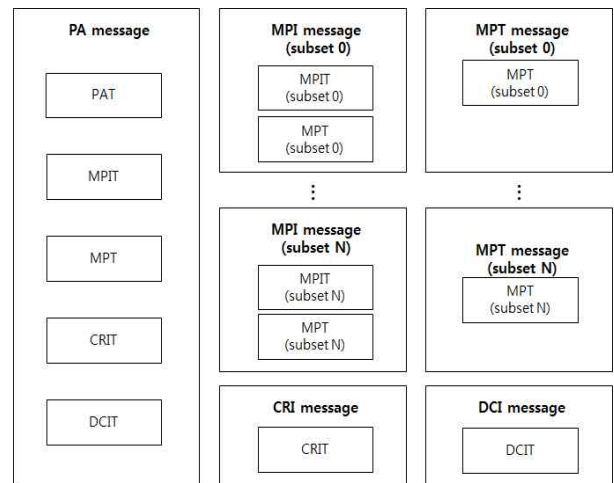 PA message
PAT
MPIT
MPT
CRIT
DCIT
MPI message
(subset 0)
MPIT
(subset 0)
MPT
(subset 0)
⋮
MPI message
(subset N)
MPIT
(subset N)
MPT
(subset N)
CRI message
CRIT
MPT message
(subset 0)
MPT
(subset 0)
⋮
MPT message
(subset N)
MPT
(subset N)
DCI message
DCIT